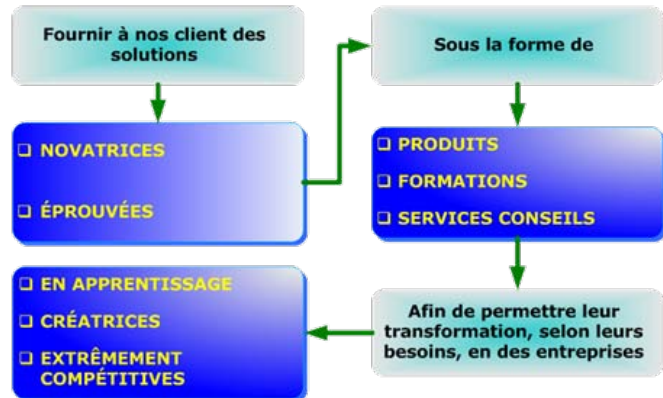 Fournir à nos client des
solutions
❑ NOVATRICES
❑ ÉPROUVÉES
Sous la forme de
❑ PRODUITS
❑ FORMATIONS
❑ SERVICES CONSEILS
Afin de permettre leur
transformation, selon leurs
besoins, en des entreprises
❑ EN APPRENTISSAGE
❑ CRÉATRICES
❑ EXTRÊMEMENT
COMPÉTITIVES